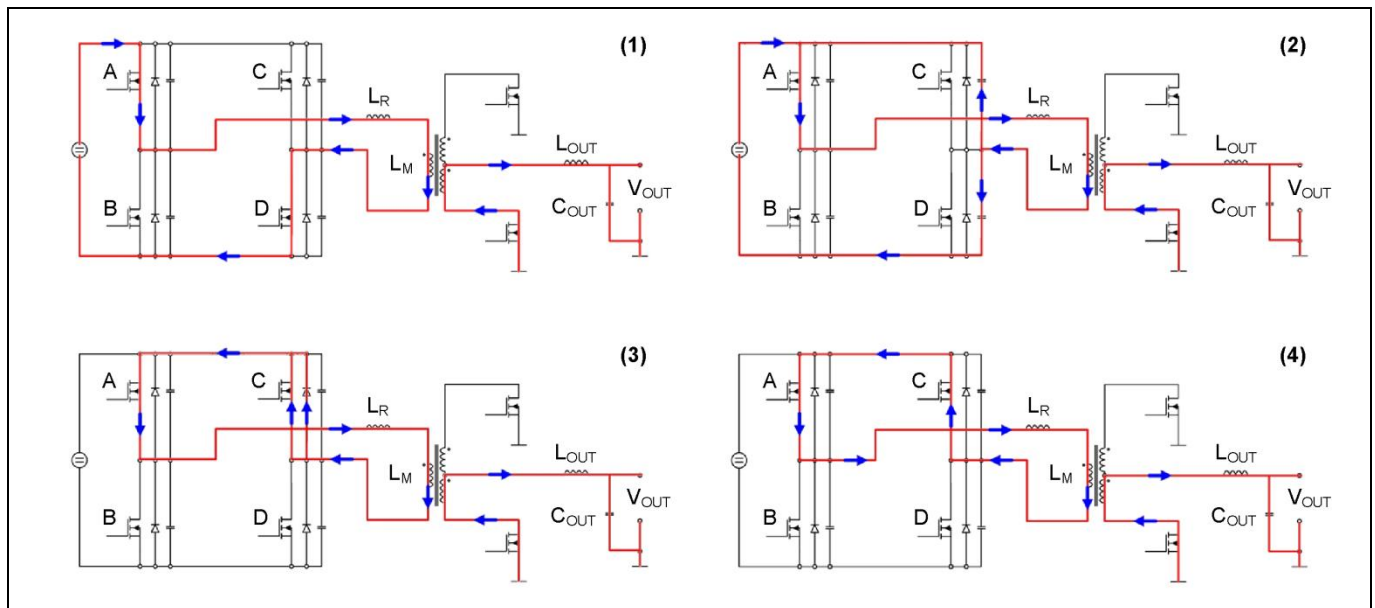 (1)
A
C
L_R
L_OUT
L_M
V_OUT
B
D
C_OUT
(2)
A
C
L_R
L_OUT
L_M
V_OUT
B
D
C_OUT
(3)
A
C
L_R
L_OUT
L_M
V_OUT
B
D
C_OUT
(4)
A
C
L_R
L_OUT
L_M
V_OUT
B
D
C_OUT